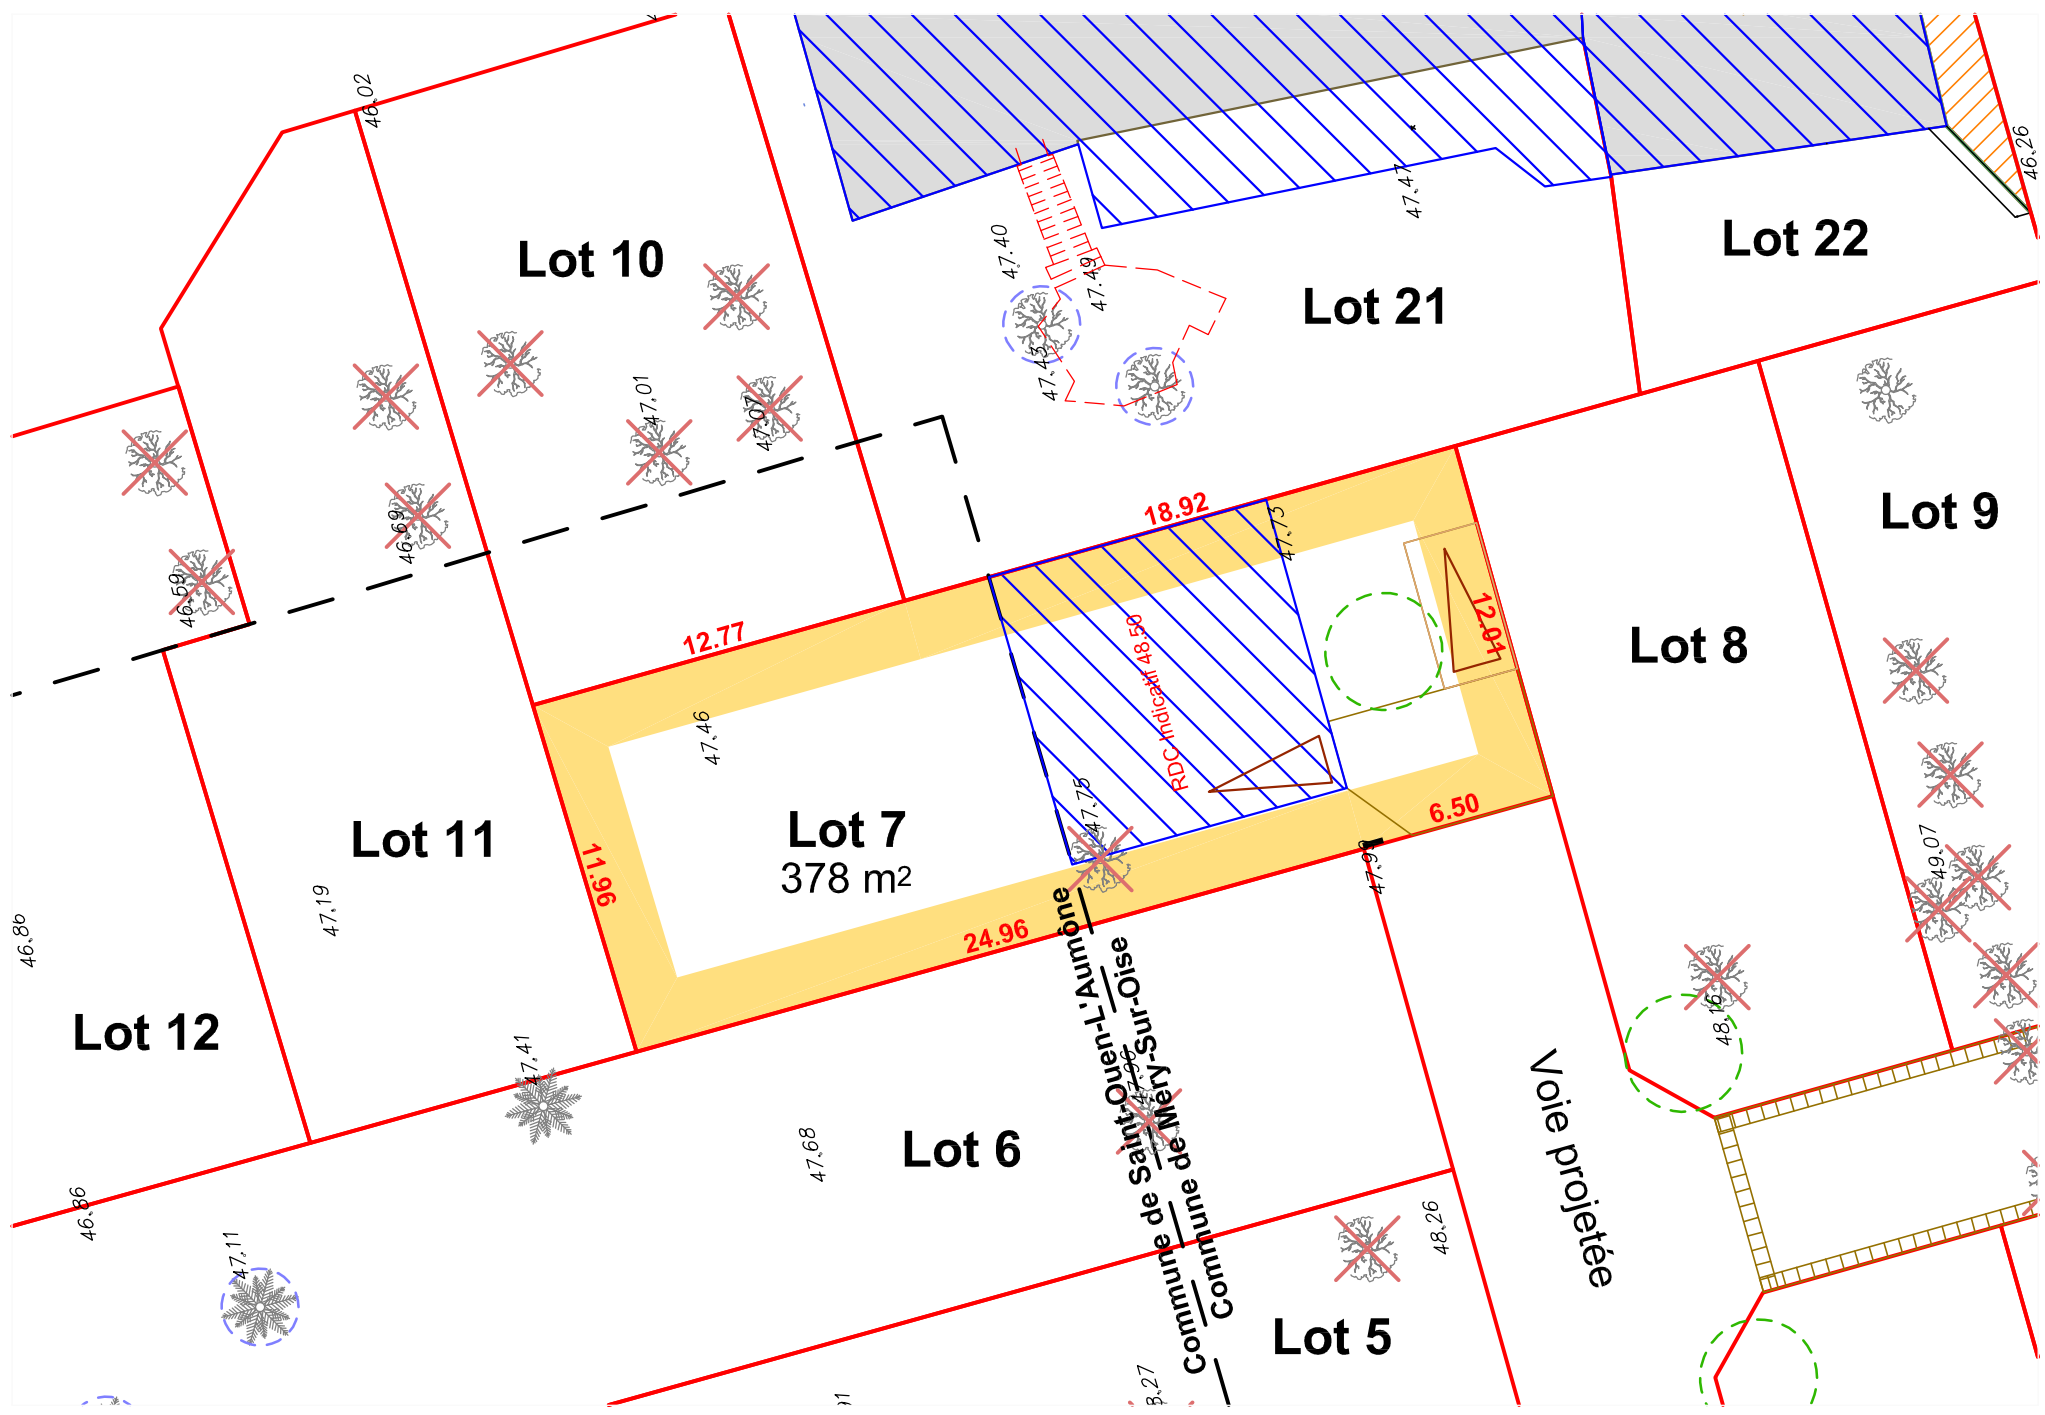 46.02
46.26
47.47
Lot 10
47.40
Lot 22
47.49
Lot 21
47.43
47.01
47.07
Lot 9
46.69
18.92
47.73
46.59
12.77
12.01
RDC Indicatif 48.50
Lot 8
47.46
47.75
6.50
Lot 11
Lot 7
378 m²
11.96
47.99
49.07
47.19
46.86
24.96
Lot 12
47.41
48.16
Commune de Saint-Ouen-L'Aumône
Commune de Méry-Sur-Oise
47.96
Voie projetée
Lot 6
47.68
46.86
47.11
48.26
Lot 5